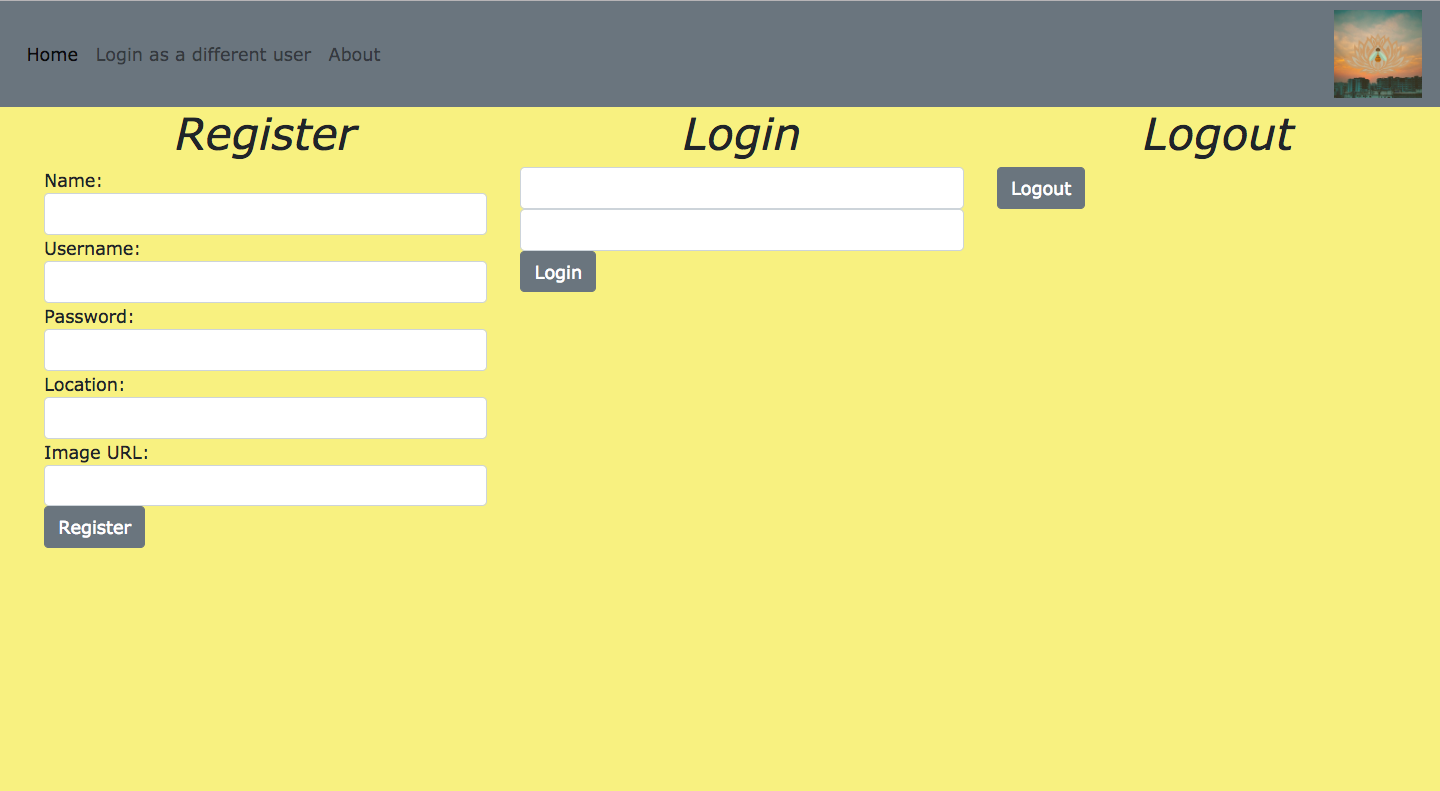 Home Login as a different user About
Register
Name:
Username:
Password:
Location:
Image URL:
Register
Login
Login
Logout
Logout